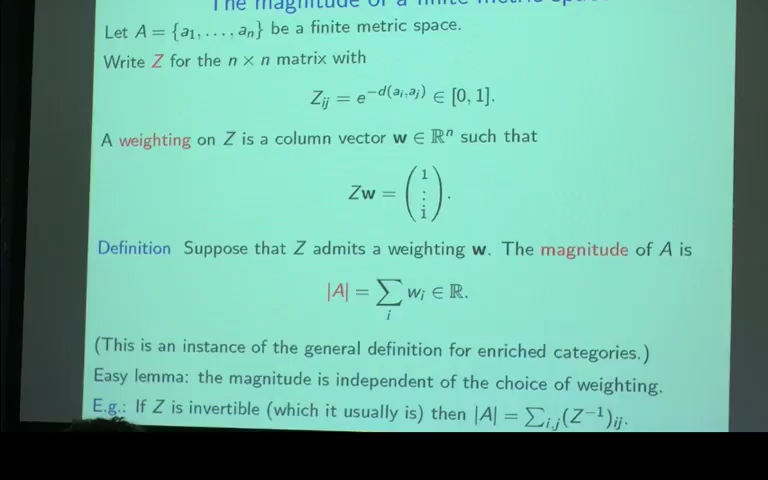 The magnitude of a finite metric space
Let A = {a₁, . . . , aₙ} be a finite metric space.
Write Z for the n × n matrix with
Zᵢⱼ = e^{−d(aᵢ,aⱼ)} ∈ [0, 1].
A weighting on Z is a column vector w ∈ ℝⁿ such that
Zw = (1 ⋮ 1).
Definition Suppose that Z admits a weighting w. The magnitude of A is
|A| = ∑ᵢ wᵢ ∈ ℝ.
(This is an instance of the general definition for enriched categories.)
Easy lemma: the magnitude is independent of the choice of weighting.
E.g.: If Z is invertible (which it usually is) then |A| = ∑ᵢ,ⱼ(Z⁻¹)ᵢⱼ.